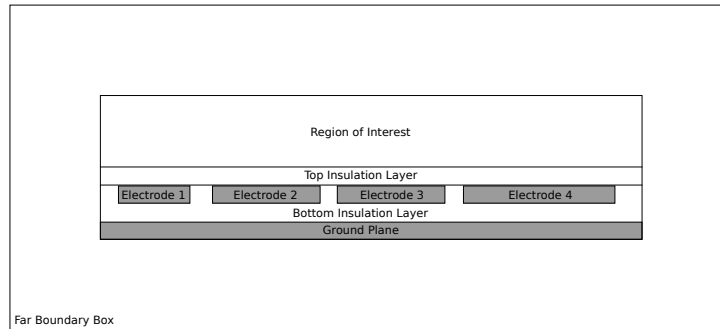 Region of Interest
Top Insulation Layer
Electrode 1 Electrode 2 Electrode 3 Electrode 4
Bottom Insulation Layer
Ground Plane
Far Boundary Box